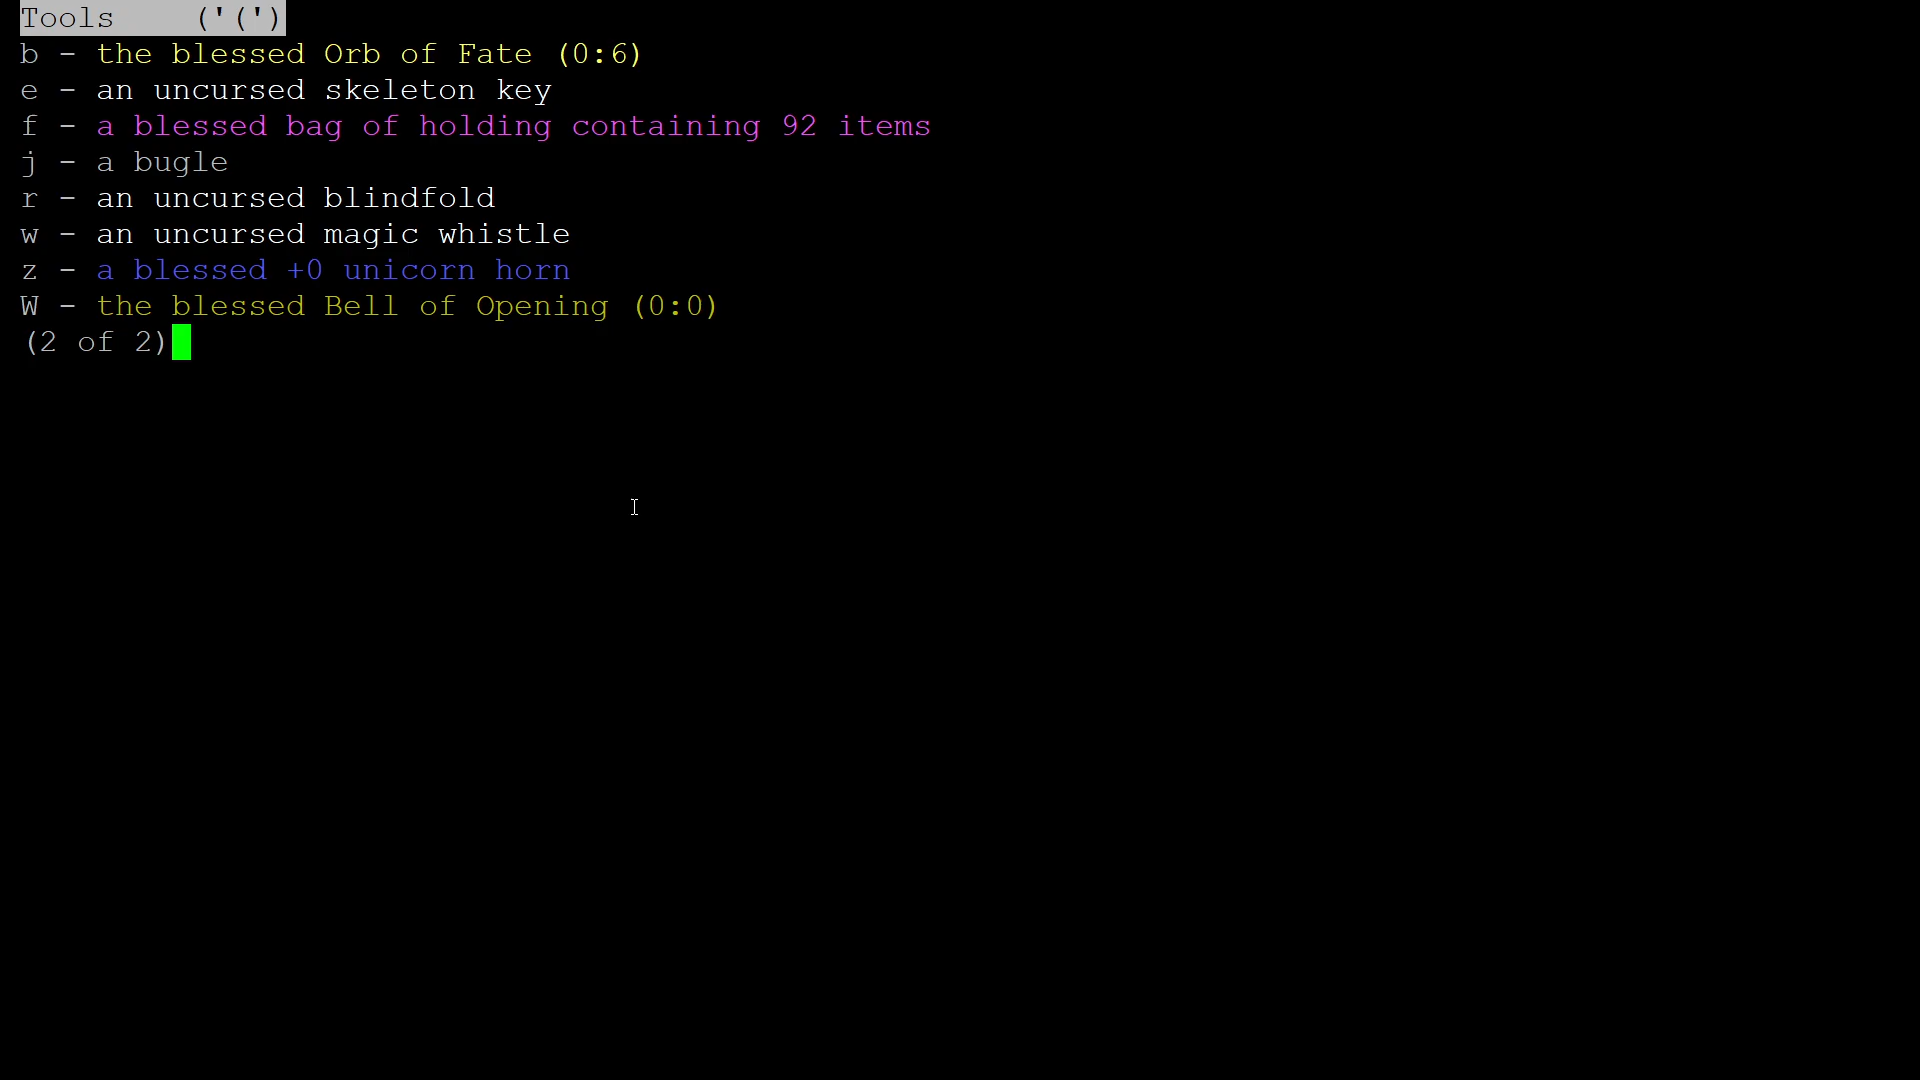 Tools    ('(')
b - the blessed Orb of Fate (0:6)
e - an uncursed skeleton key
f - a blessed bag of holding containing 92 items
j - a bugle
r - an uncursed blindfold
w - an uncursed magic whistle
z - a blessed +0 unicorn horn
W - the blessed Bell of Opening (0:0)
(2 of 2)